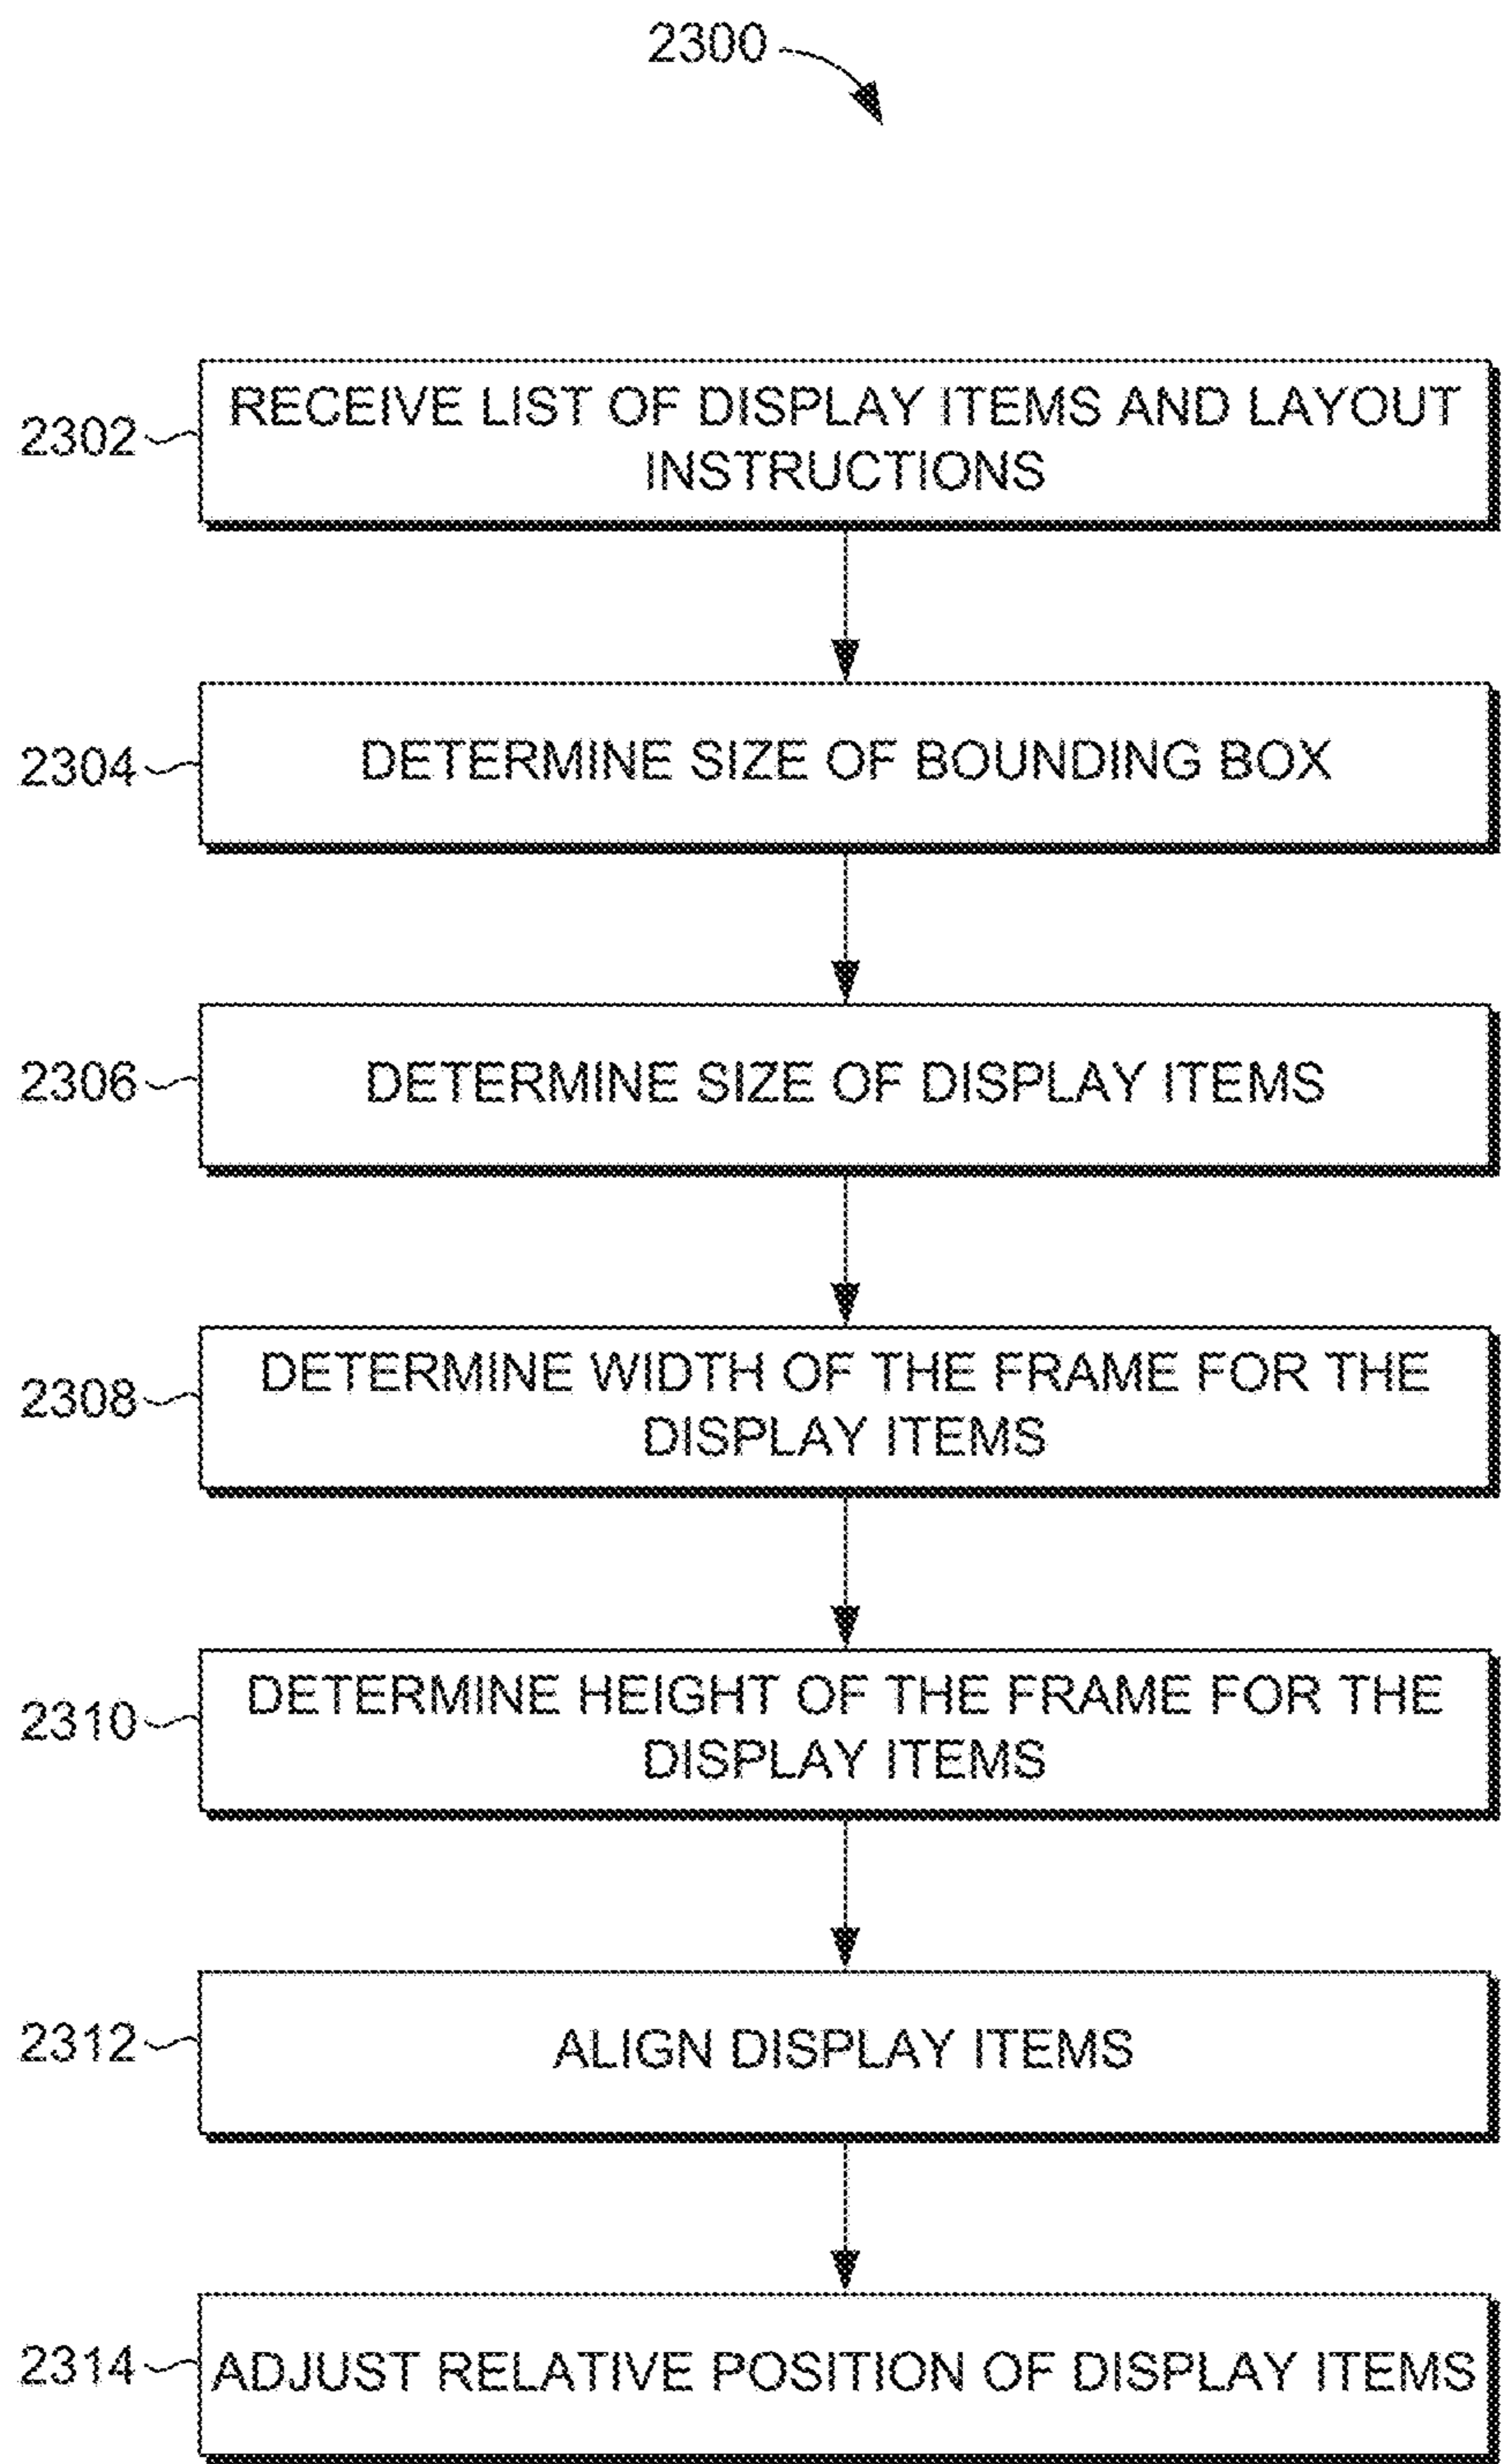 2300
2302
RECEIVE LIST OF DISPLAY ITEMS AND LAYOUT
INSTRUCTIONS
2304
DETERMINE SIZE OF BOUNDING BOX
2306
DETERMINE SIZE OF DISPLAY ITEMS
2308
DETERMINE WIDTH OF THE FRAME FOR THE
DISPLAY ITEMS
2310
DETERMINE HEIGHT OF THE FRAME FOR THE
DISPLAY ITEMS
2312
ALIGN DISPLAY ITEMS
2314
ADJUST RELATIVE POSITION OF DISPLAY ITEMS